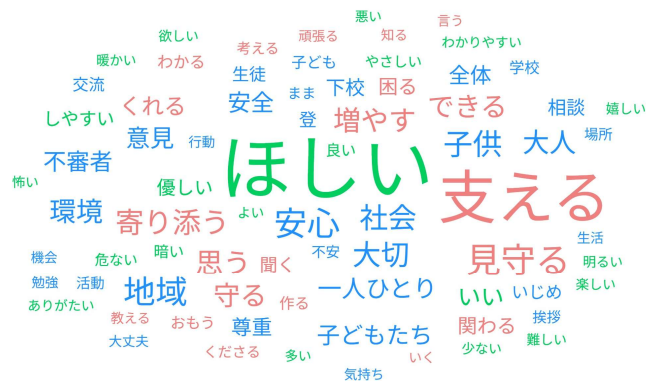 悪い
言う
欲しい
頑張る
知る
考える
わかりやすい
暖かい
わかる
子ども
やさしい
生徒
全体
学校
交流
まま
下校
困る
くれる
安全
できる
相談
嬉しい
しやすい
登
増やす
意見
行動
子供
大人
場所
良い
不審者
ほしい
怖い
優しい
支える
環境
寄り添う
よい
安心
社会
生活
機会
危ない
暗い
思う
聞く
不安
大切
見守る
明るい
勉強
活動
地域
守る
一人ひとり
いい
いじめ
楽しい
ありがたい
作る
教える
おもう
尊重
子どもたち
関わる
挨拶
大丈夫
くださる
多い
いく
少ない
難しい
気持ち